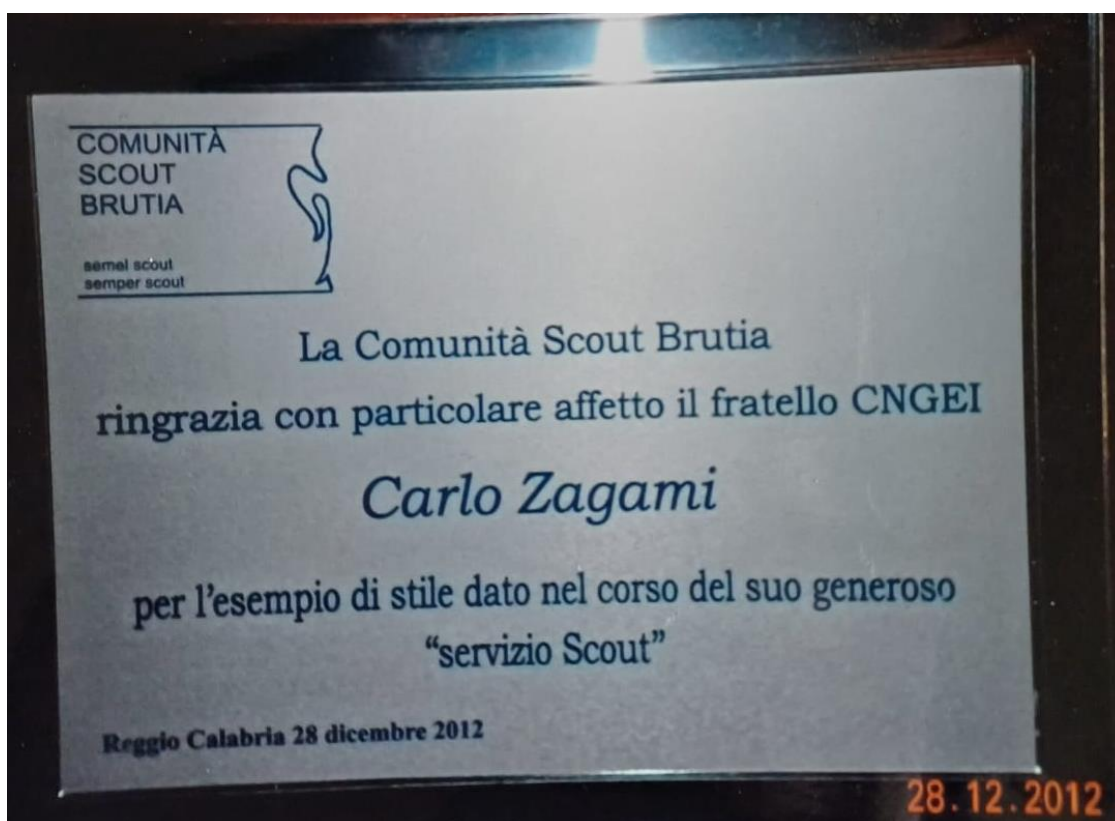 COMUNITÀ
SCOUT
BRUTIA
semel scout
semper scout
La Comunità Scout Brutia
ringrazia con particolare affetto il fratello CNGEI
Carlo Zagami
per l'esempio di stile dato nel corso del suo generoso
“servizio Scout”
Reggio Calabria 28 dicembre 2012
28.12.2012